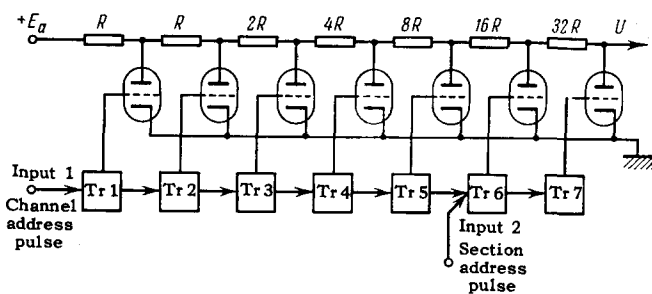 +Ea R R 2R 4R 8R 16R 32R U
Input 1
Channel
address
pulse
Tr 1 Tr 2 Tr 3 Tr 4 Tr 5 Tr 6 Tr 7
Input 2
Section
address
pulse